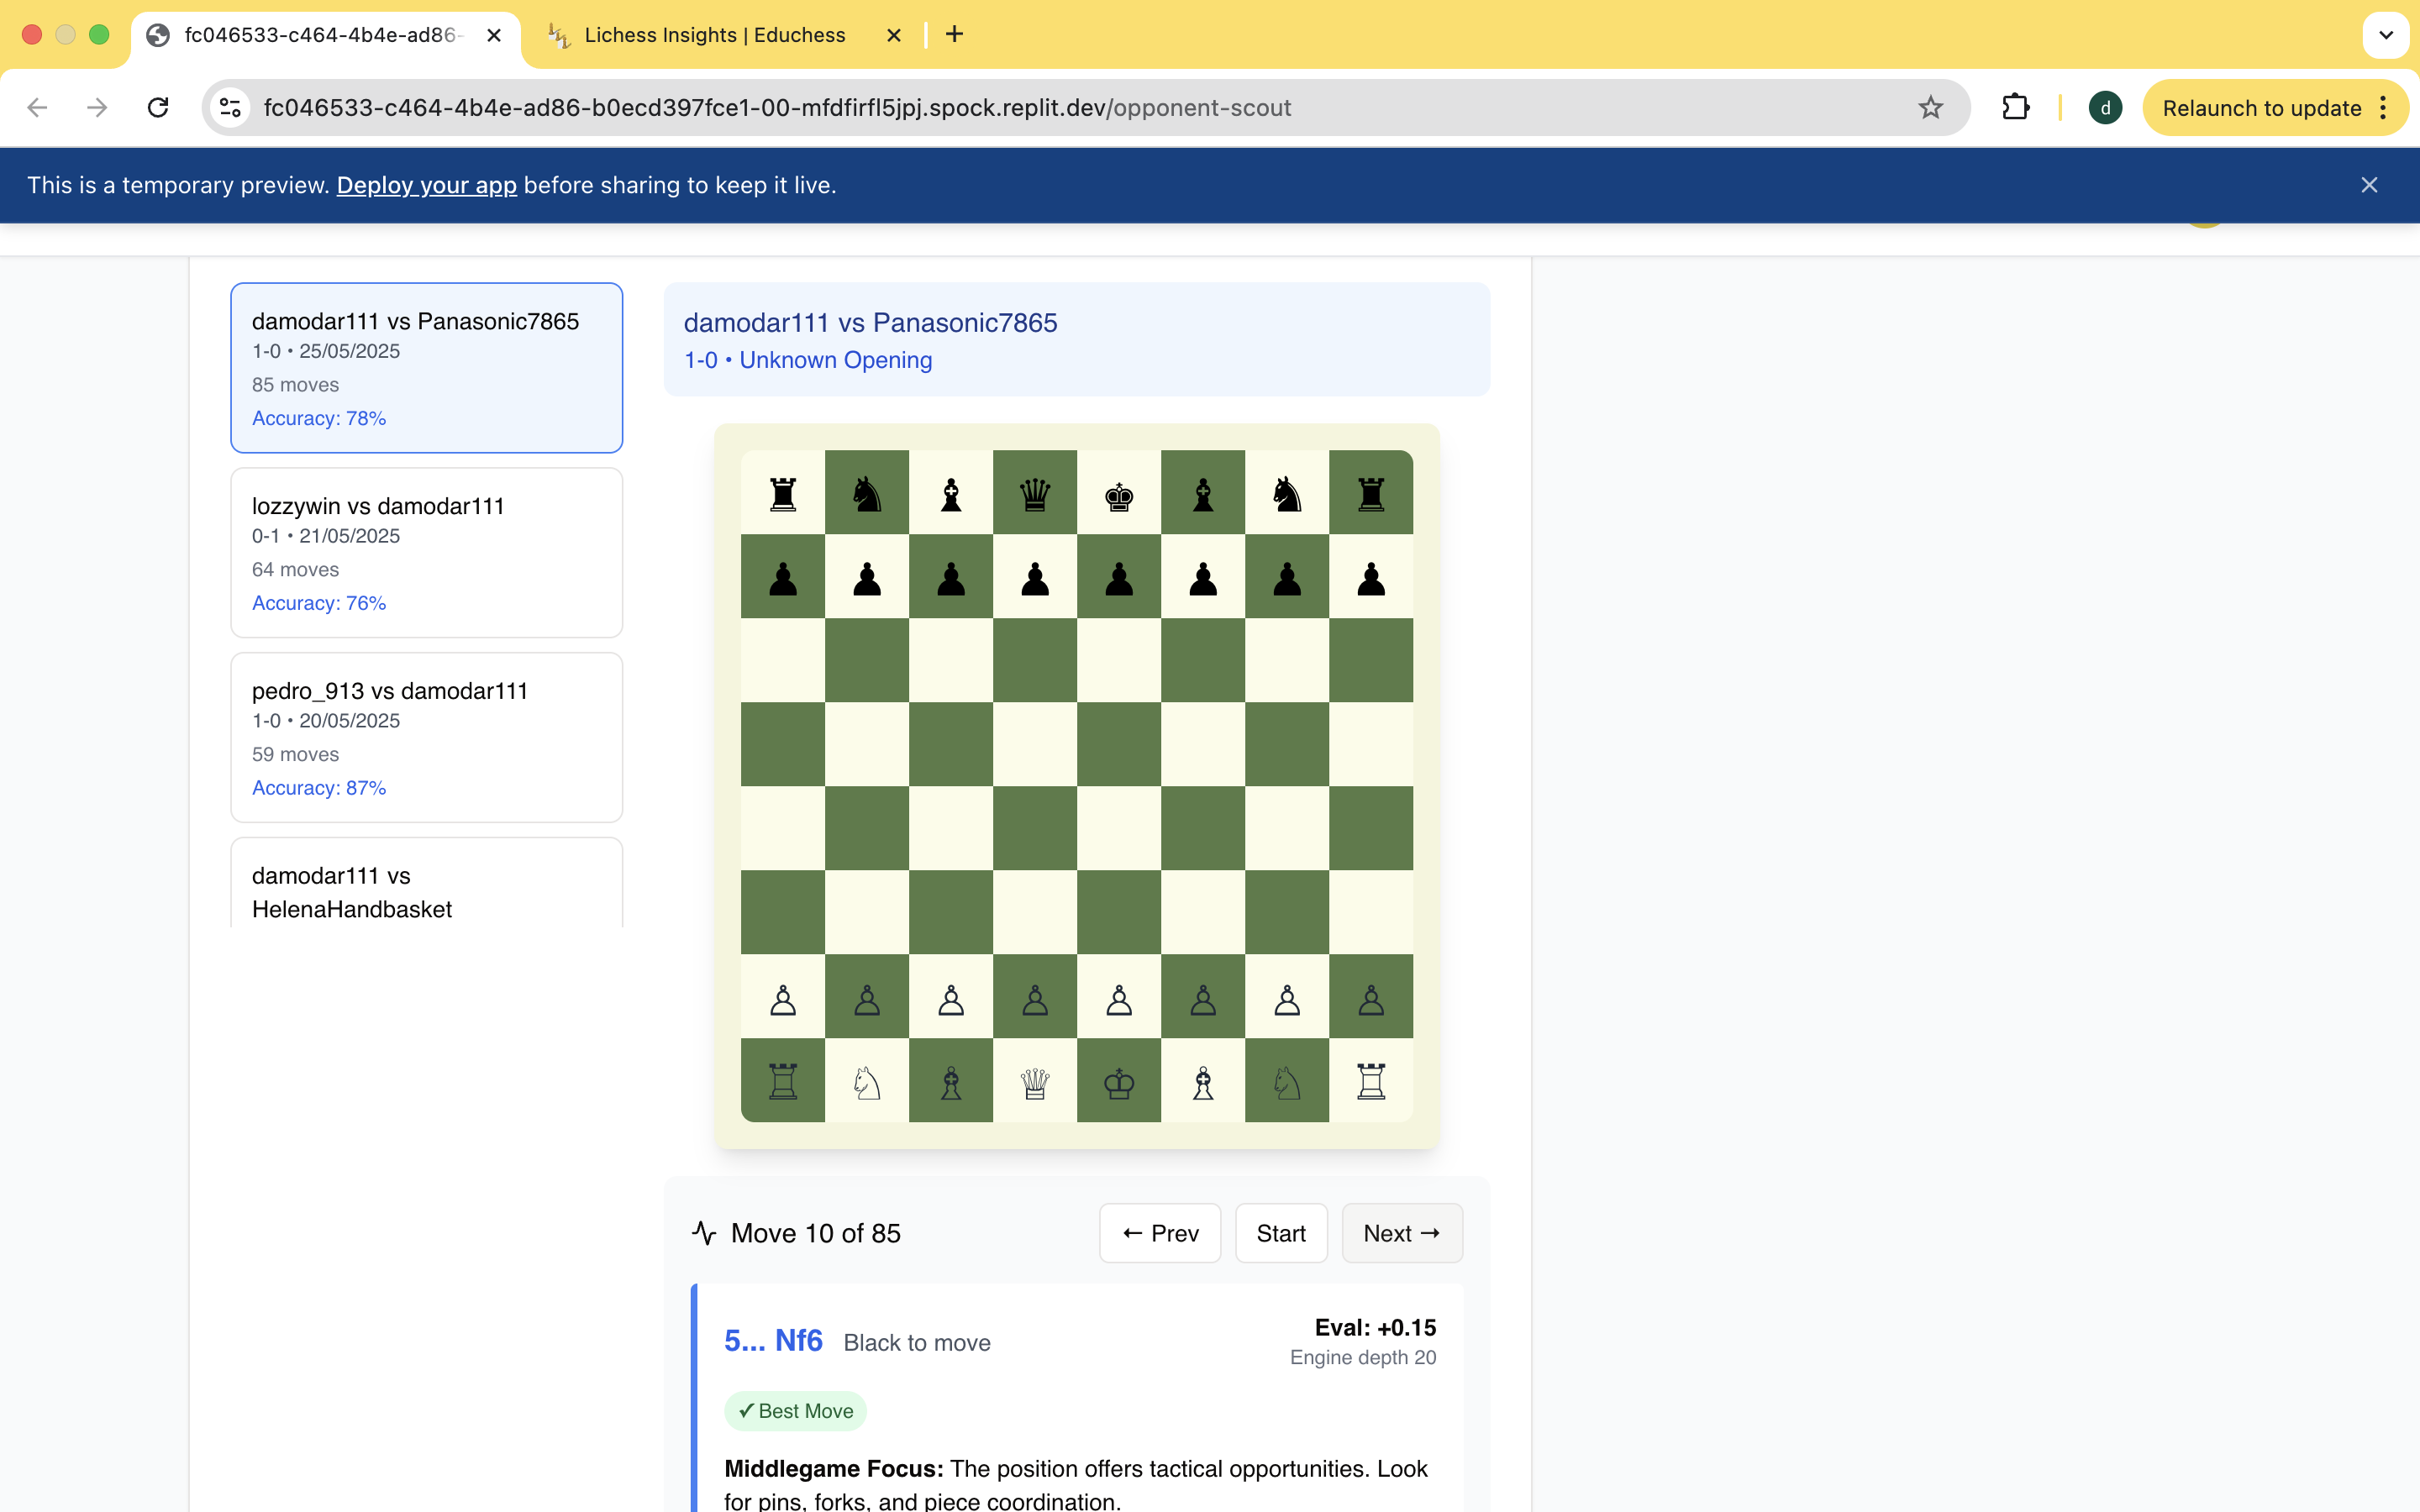 fc046533-c464-4b4e-ad86-
Lichess Insights | Educhess
fc046533-c464-4b4e-ad86-b0ecd397fce1-00-mfdfirfl5jpj.spock.replit.dev/opponent-scout
d
Relaunch to update
This is a temporary preview. Deploy your app before sharing to keep it live.
damodar111 vs Panasonic7865
1-0 • 25/05/2025
85 moves
Accuracy: 78%
lozzywin vs damodar111
0-1 • 21/05/2025
64 moves
Accuracy: 76%
pedro_913 vs damodar111
1-0 • 20/05/2025
59 moves
Accuracy: 87%
damodar111 vs
HelenaHandbasket
damodar111 vs Panasonic7865
1-0 • Unknown Opening
Move 10 of 85
← Prev
Start
Next →
5... Nf6 Black to move
Eval: +0.15
Engine depth 20
✓ Best Move
Middlegame Focus: The position offers tactical opportunities. Look
for pins, forks, and piece coordination.